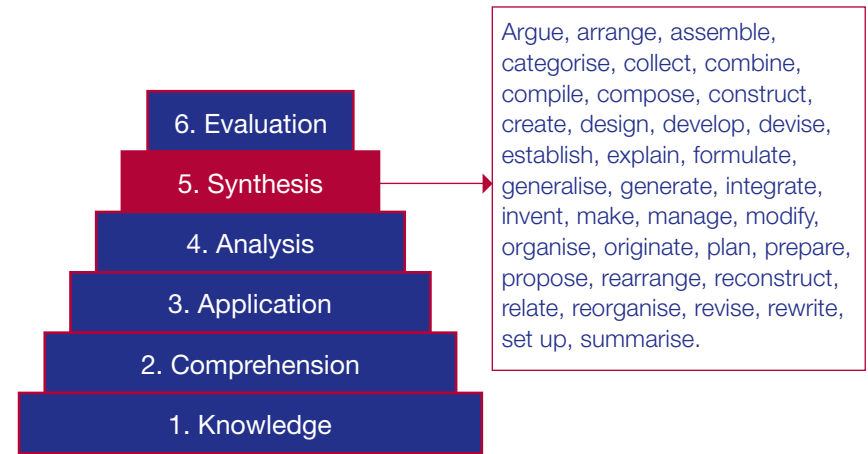 6. Evaluation
5. Synthesis
4. Analysis
3. Application
2. Comprehension
1. Knowledge
Argue, arrange, assemble,
categorise, collect, combine,
compile, compose, construct,
create, design, develop, devise,
establish, explain, formulate,
generalise, generate, integrate,
invent, make, manage, modify,
organise, originate, plan, prepare,
propose, rearrange, reconstruct,
relate, reorganise, revise, rewrite,
set up, summarise.